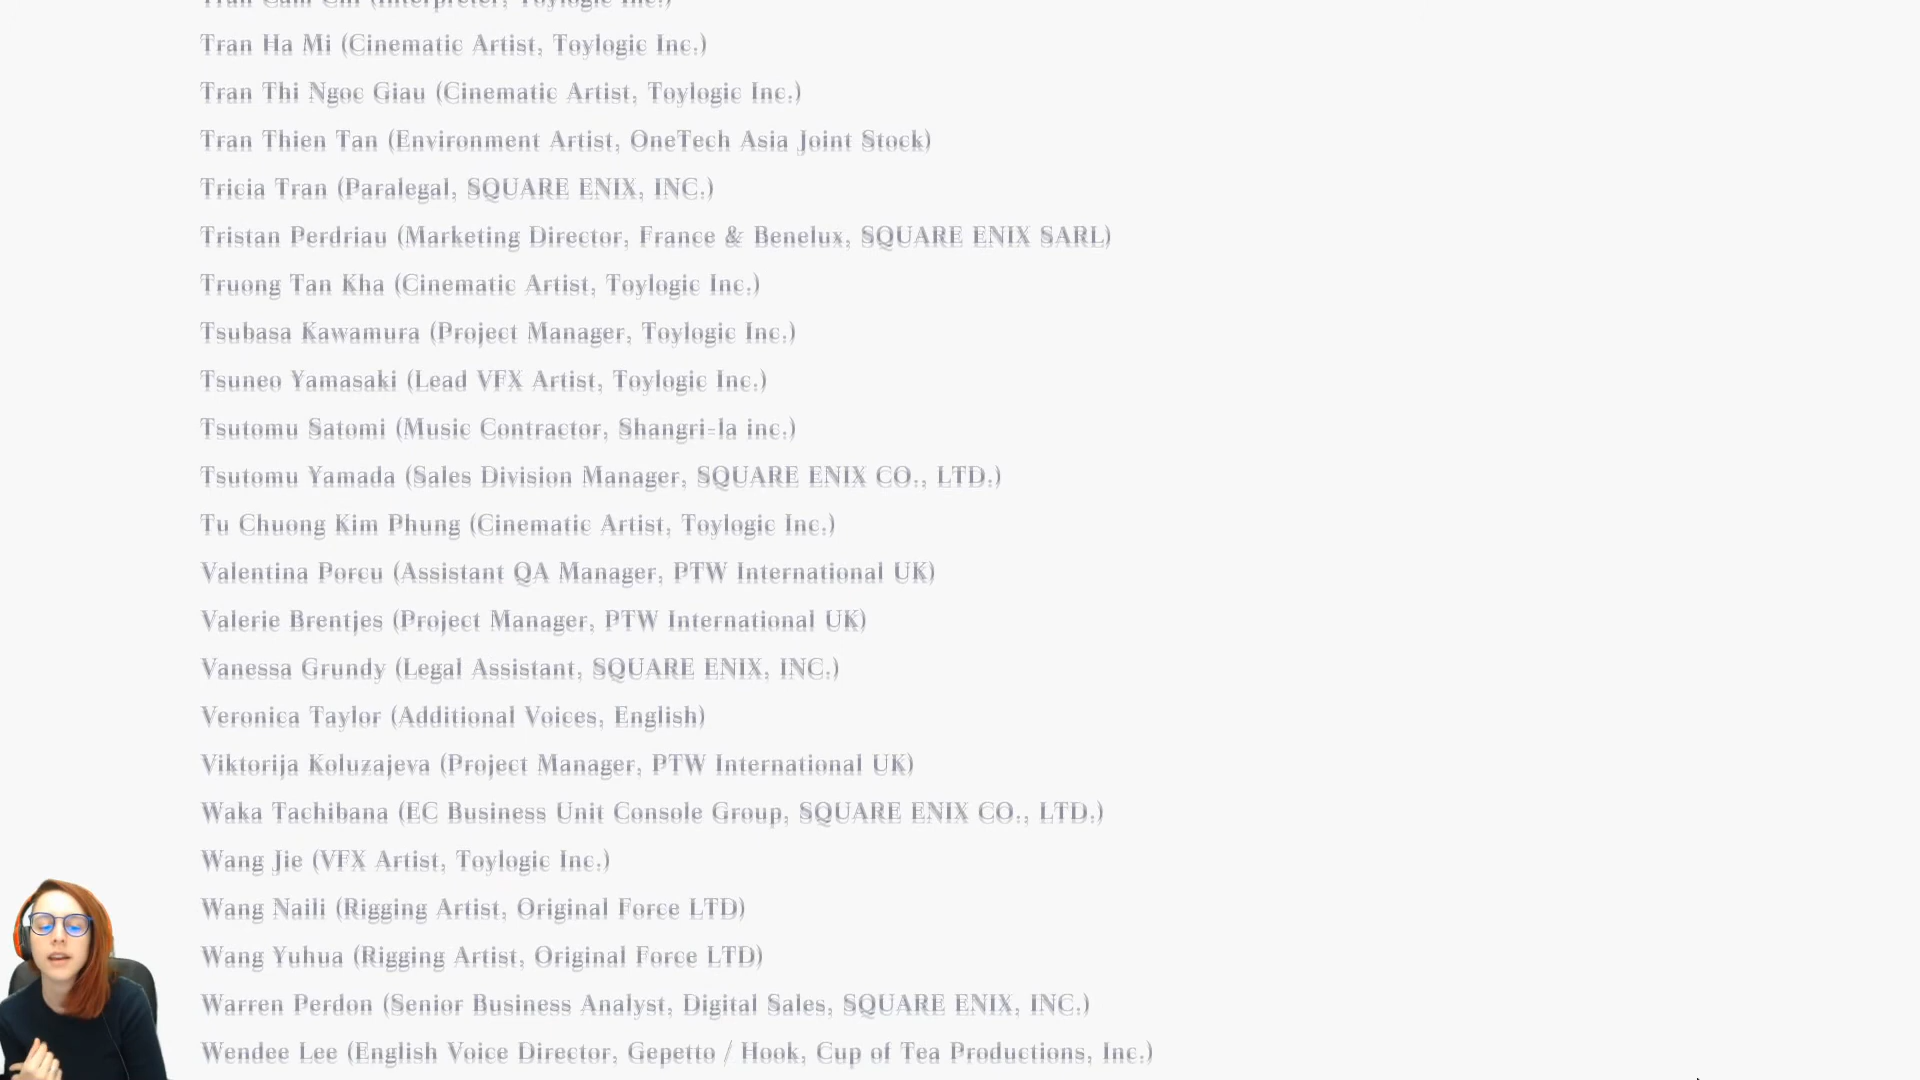 Tran Cam Chi (Interpreter, Toylogic Inc.)
Tran Ha Mi (Cinematic Artist, Toylogic Inc.)
Tran Thi Ngoc Giau (Cinematic Artist, Toylogic Inc.)
Tran Thien Tan (Environment Artist, OneTech Asia Joint Stock)
Tricia Tran (Paralegal, SQUARE ENIX, INC.)
Tristan Perdriau (Marketing Director, France & Benelux, SQUARE ENIX SARL)
Truong Tan Kha (Cinematic Artist, Toylogic Inc.)
Tsubasa Kawamura (Project Manager, Toylogic Inc.)
Tsuneo Yamasaki (Lead VFX Artist, Toylogic Inc.)
Tsutomu Satomi (Music Contractor, Shangri-la inc.)
Tsutomu Yamada (Sales Division Manager, SQUARE ENIX CO., LTD.)
Tu Chuong Kim Phung (Cinematic Artist, Toylogic Inc.)
Valentina Porcu (Assistant QA Manager, PTW International UK)
Valerie Brentjes (Project Manager, PTW International UK)
Vanessa Grundy (Legal Assistant, SQUARE ENIX, INC.)
Veronica Taylor (Additional Voices, English)
Viktorija Koluzajeva (Project Manager, PTW International UK)
Waka Tachibana (EC Business Unit Console Group, SQUARE ENIX CO., LTD.)
Wang Jie (VFX Artist, Toylogic Inc.)
Wang Naili (Rigging Artist, Original Force LTD)
Wang Yuhua (Rigging Artist, Original Force LTD)
Warren Perdon (Senior Business Analyst, Digital Sales, SQUARE ENIX, INC.)
Wendee Lee (English Voice Director, Gepetto / Hook, Cup of Tea Productions, Inc.)